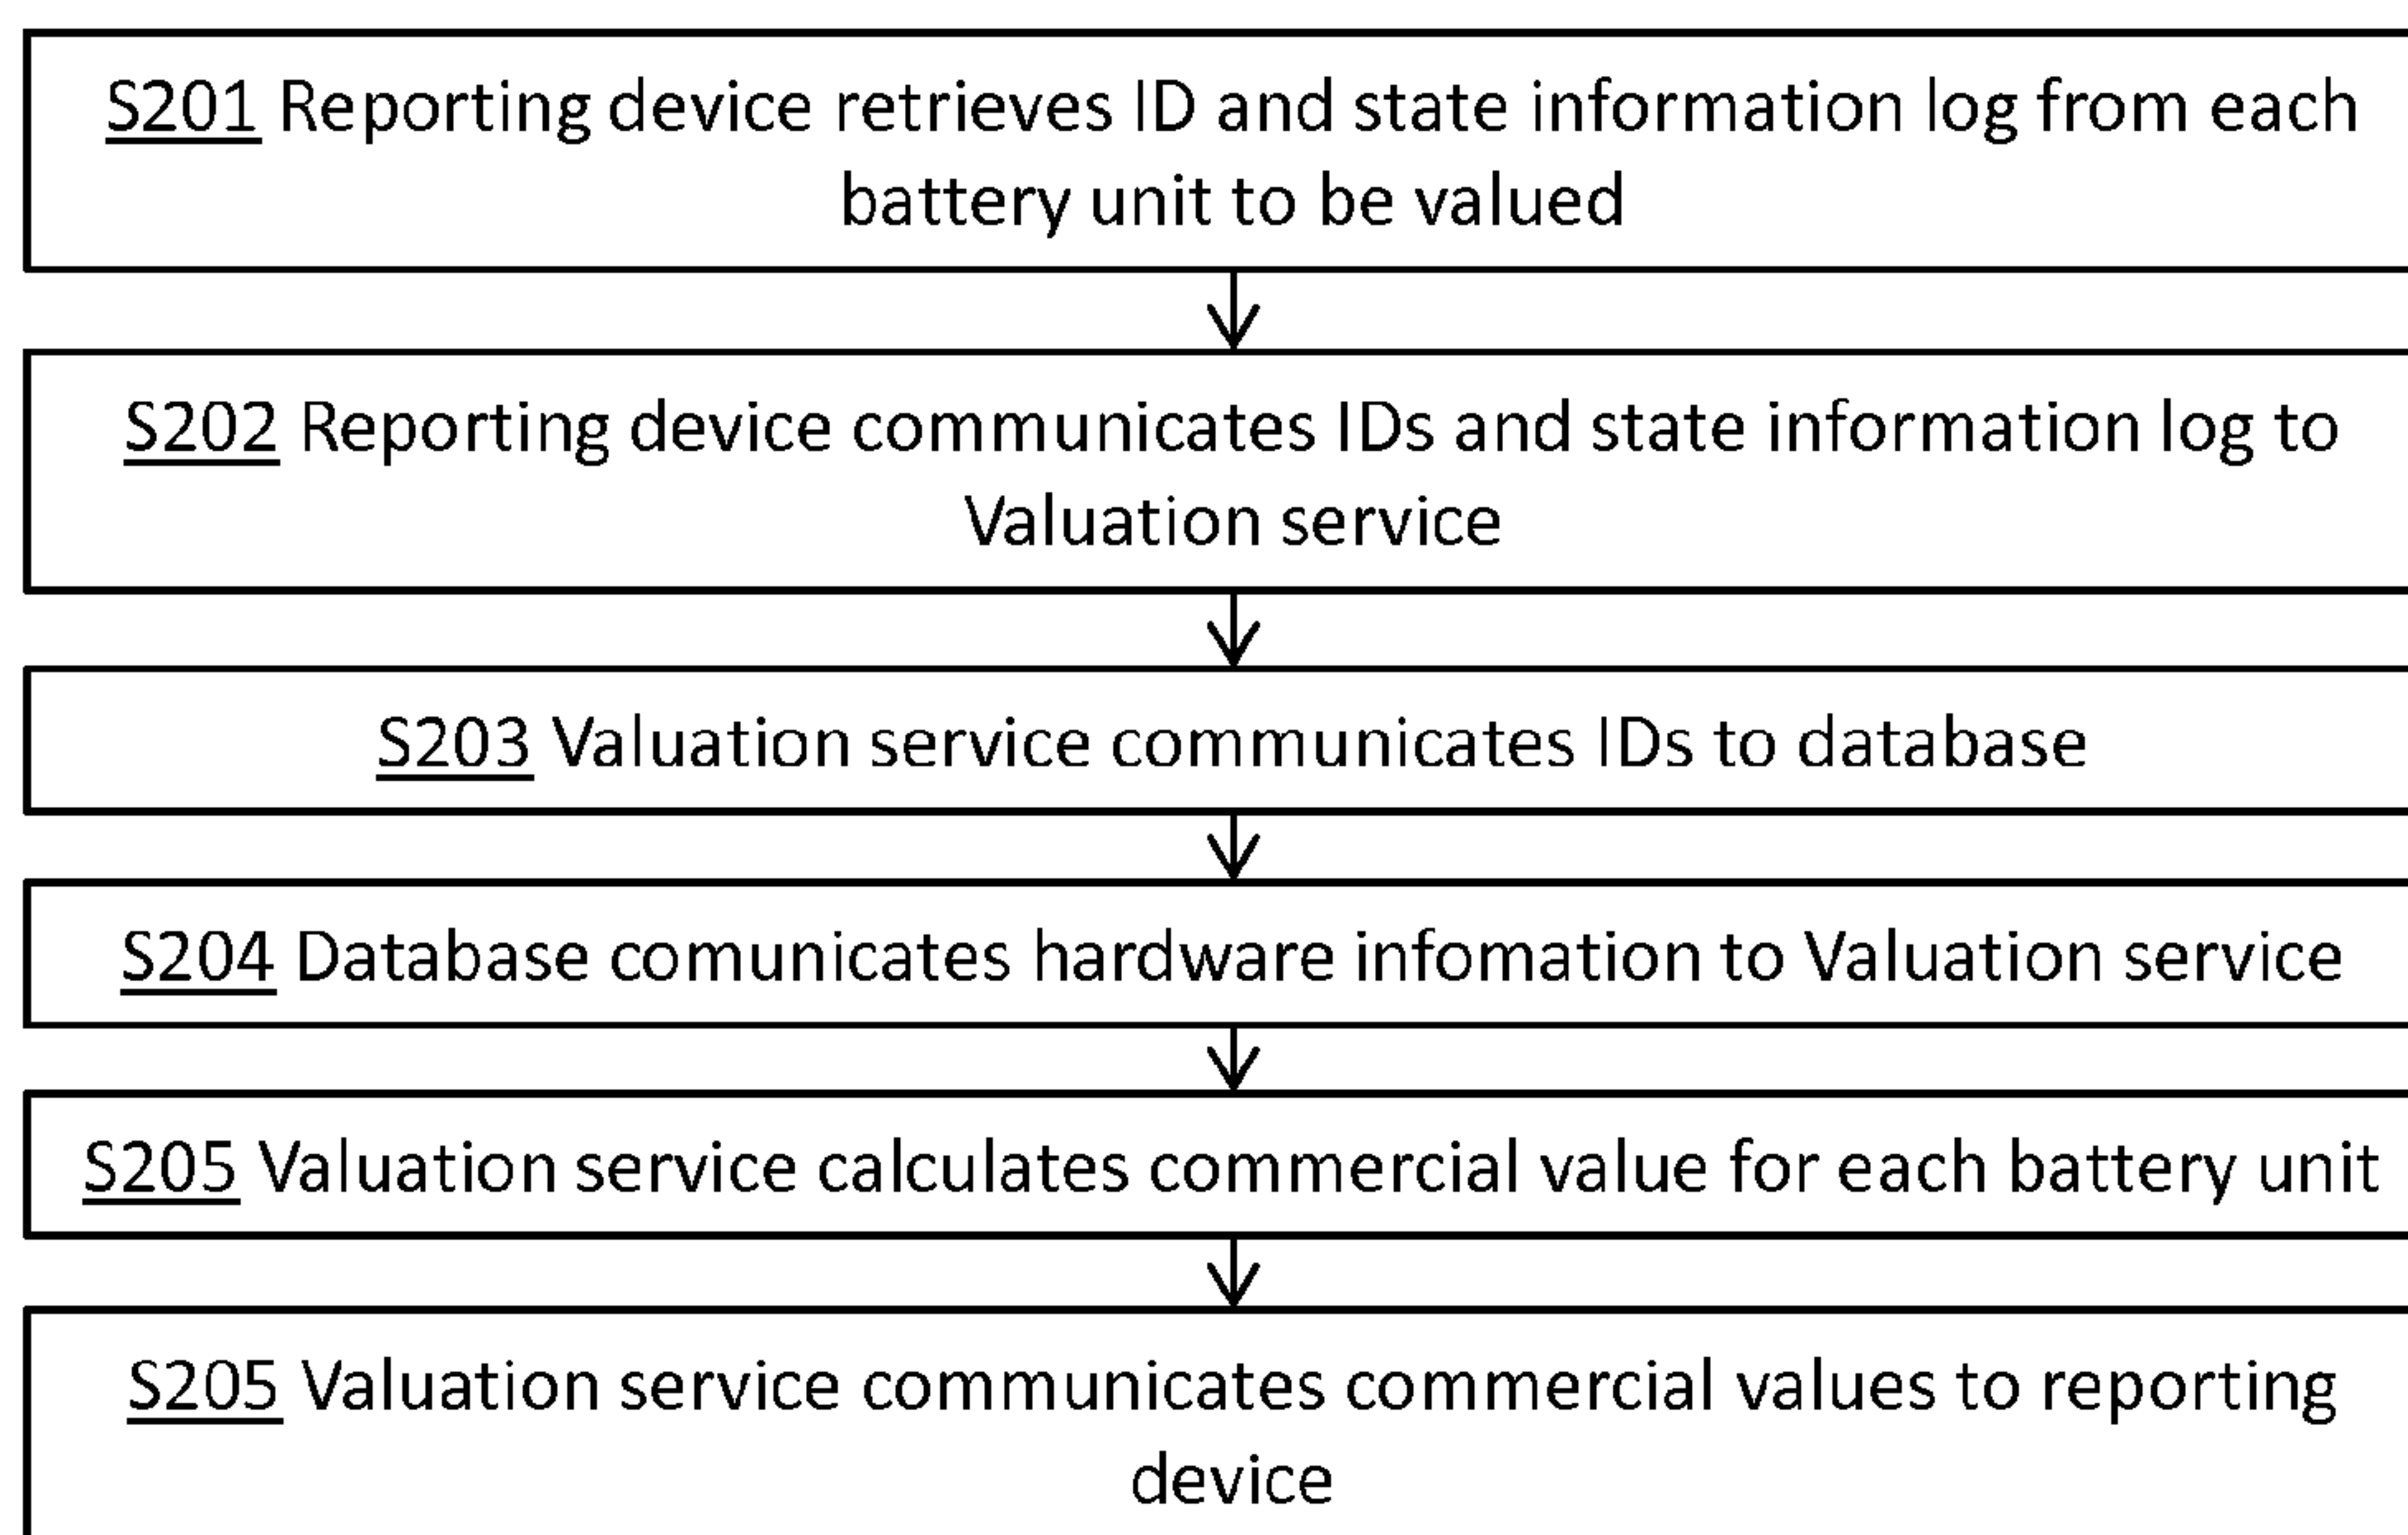 S201 Reporting device retrieves ID and state information log from each
battery unit to be valued
S202 Reporting device communicates IDs and state information log to
Valuation service
S203 Valuation service communicates IDs to database
S204 Database comunicates hardware infomation to Valuation service
S205 Valuation service calculates commercial value for each battery unit
S205 Valuation service communicates commercial values to reporting
device